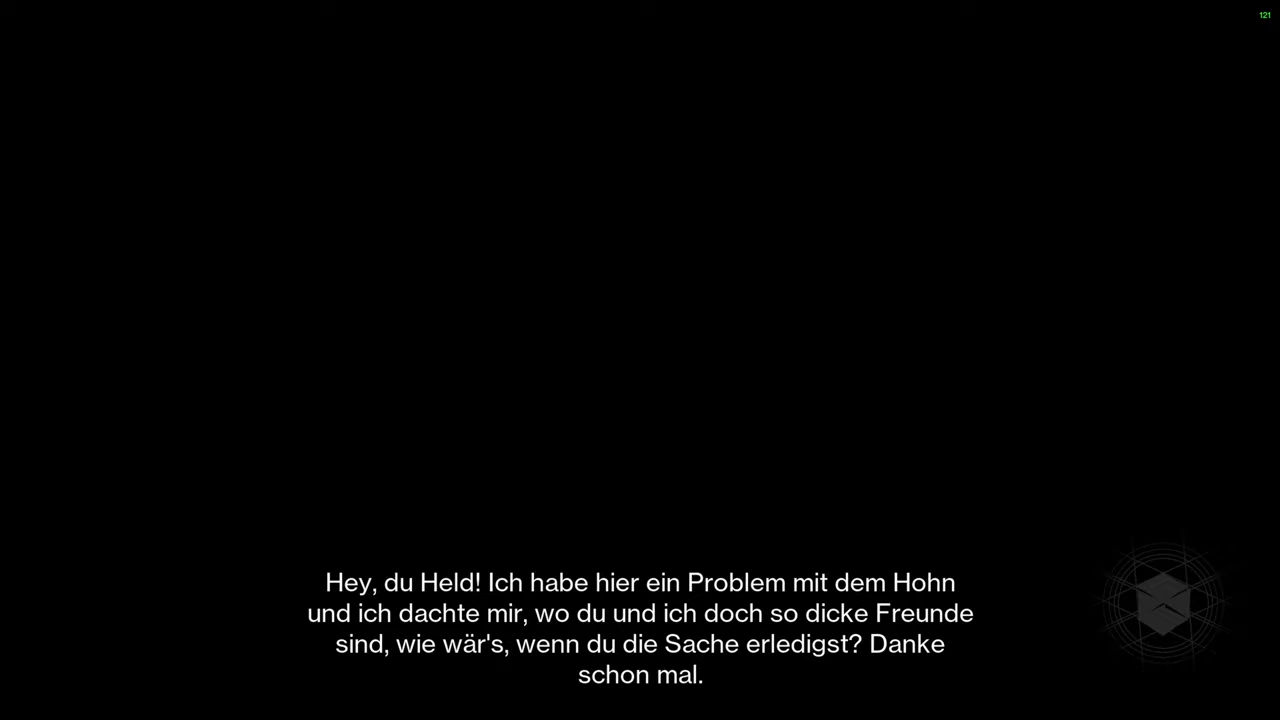 121
Hey, du Held! Ich habe hier ein Problem mit dem Hohn
und ich dachte mir, wo du und ich doch so dicke Freunde
sind, wie wär's, wenn du die Sache erledigst? Danke
schon mal.